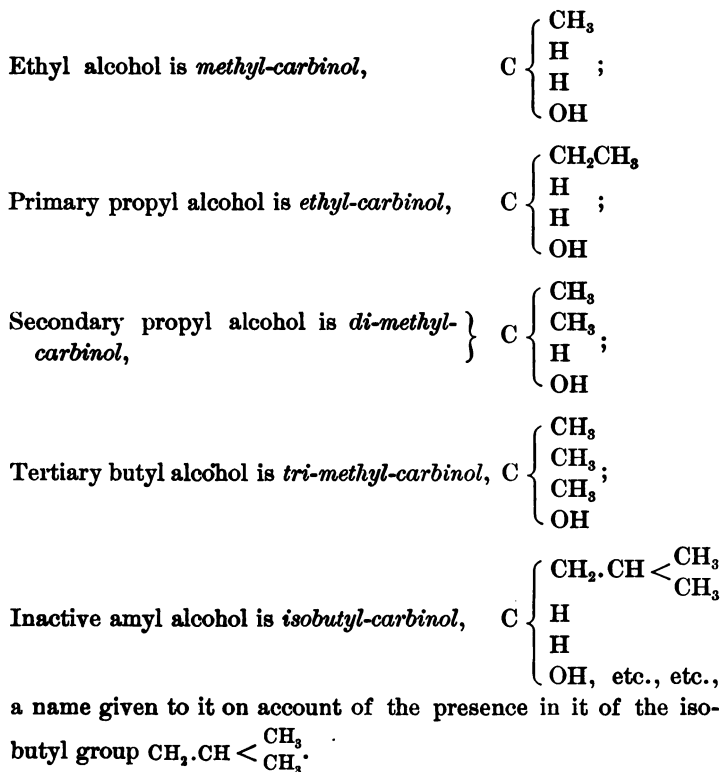 CH₃
Ethyl alcohol is methyl-carbinol, C { H ;
H
OH
CH₂CH₃
Primary propyl alcohol is ethyl-carbinol, C { H ;
H
OH
CH₃
Secondary propyl alcohol is di-methyl- } C { CH₃ ;
carbinol, H
OH
CH₃
Tertiary butyl alcohol is tri-methyl-carbinol, C { CH₃ ;
CH₃
OH
CH₂.CH < CH₃
CH₃
Inactive amyl alcohol is isobutyl-carbinol, C { H
H
OH, etc., etc.,
a name given to it on account of the presence in it of the iso-
butyl group CH₂.CH < CH₃
CH₃.